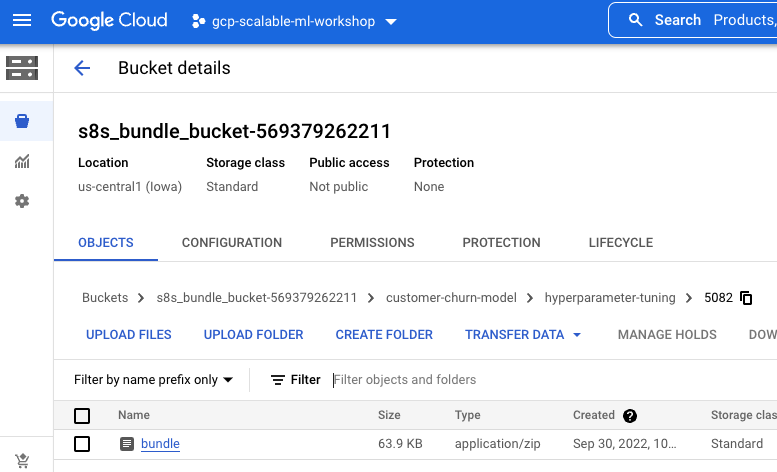 Google Cloud gcp-scalable-ml-workshop Search Products,
Bucket details
s8s_bundle_bucket-569379262211
Location Storage class Public access Protection
us-central1 (Iowa) Standard Not public None
OBJECTS CONFIGURATION PERMISSIONS PROTECTION LIFECYCLE
Buckets > s8s_bundle_bucket-569379262211 > customer-churn-model > hyperparameter-tuning > 5082
UPLOAD FILES UPLOAD FOLDER CREATE FOLDER TRANSFER DATA MANAGE HOLDS DOW
Filter by name prefix only Filter Filter objects and folders
Name Size Type Created ? Storage clas
bundle 63.9 KB application/zip Sep 30, 2022, 10... Standard